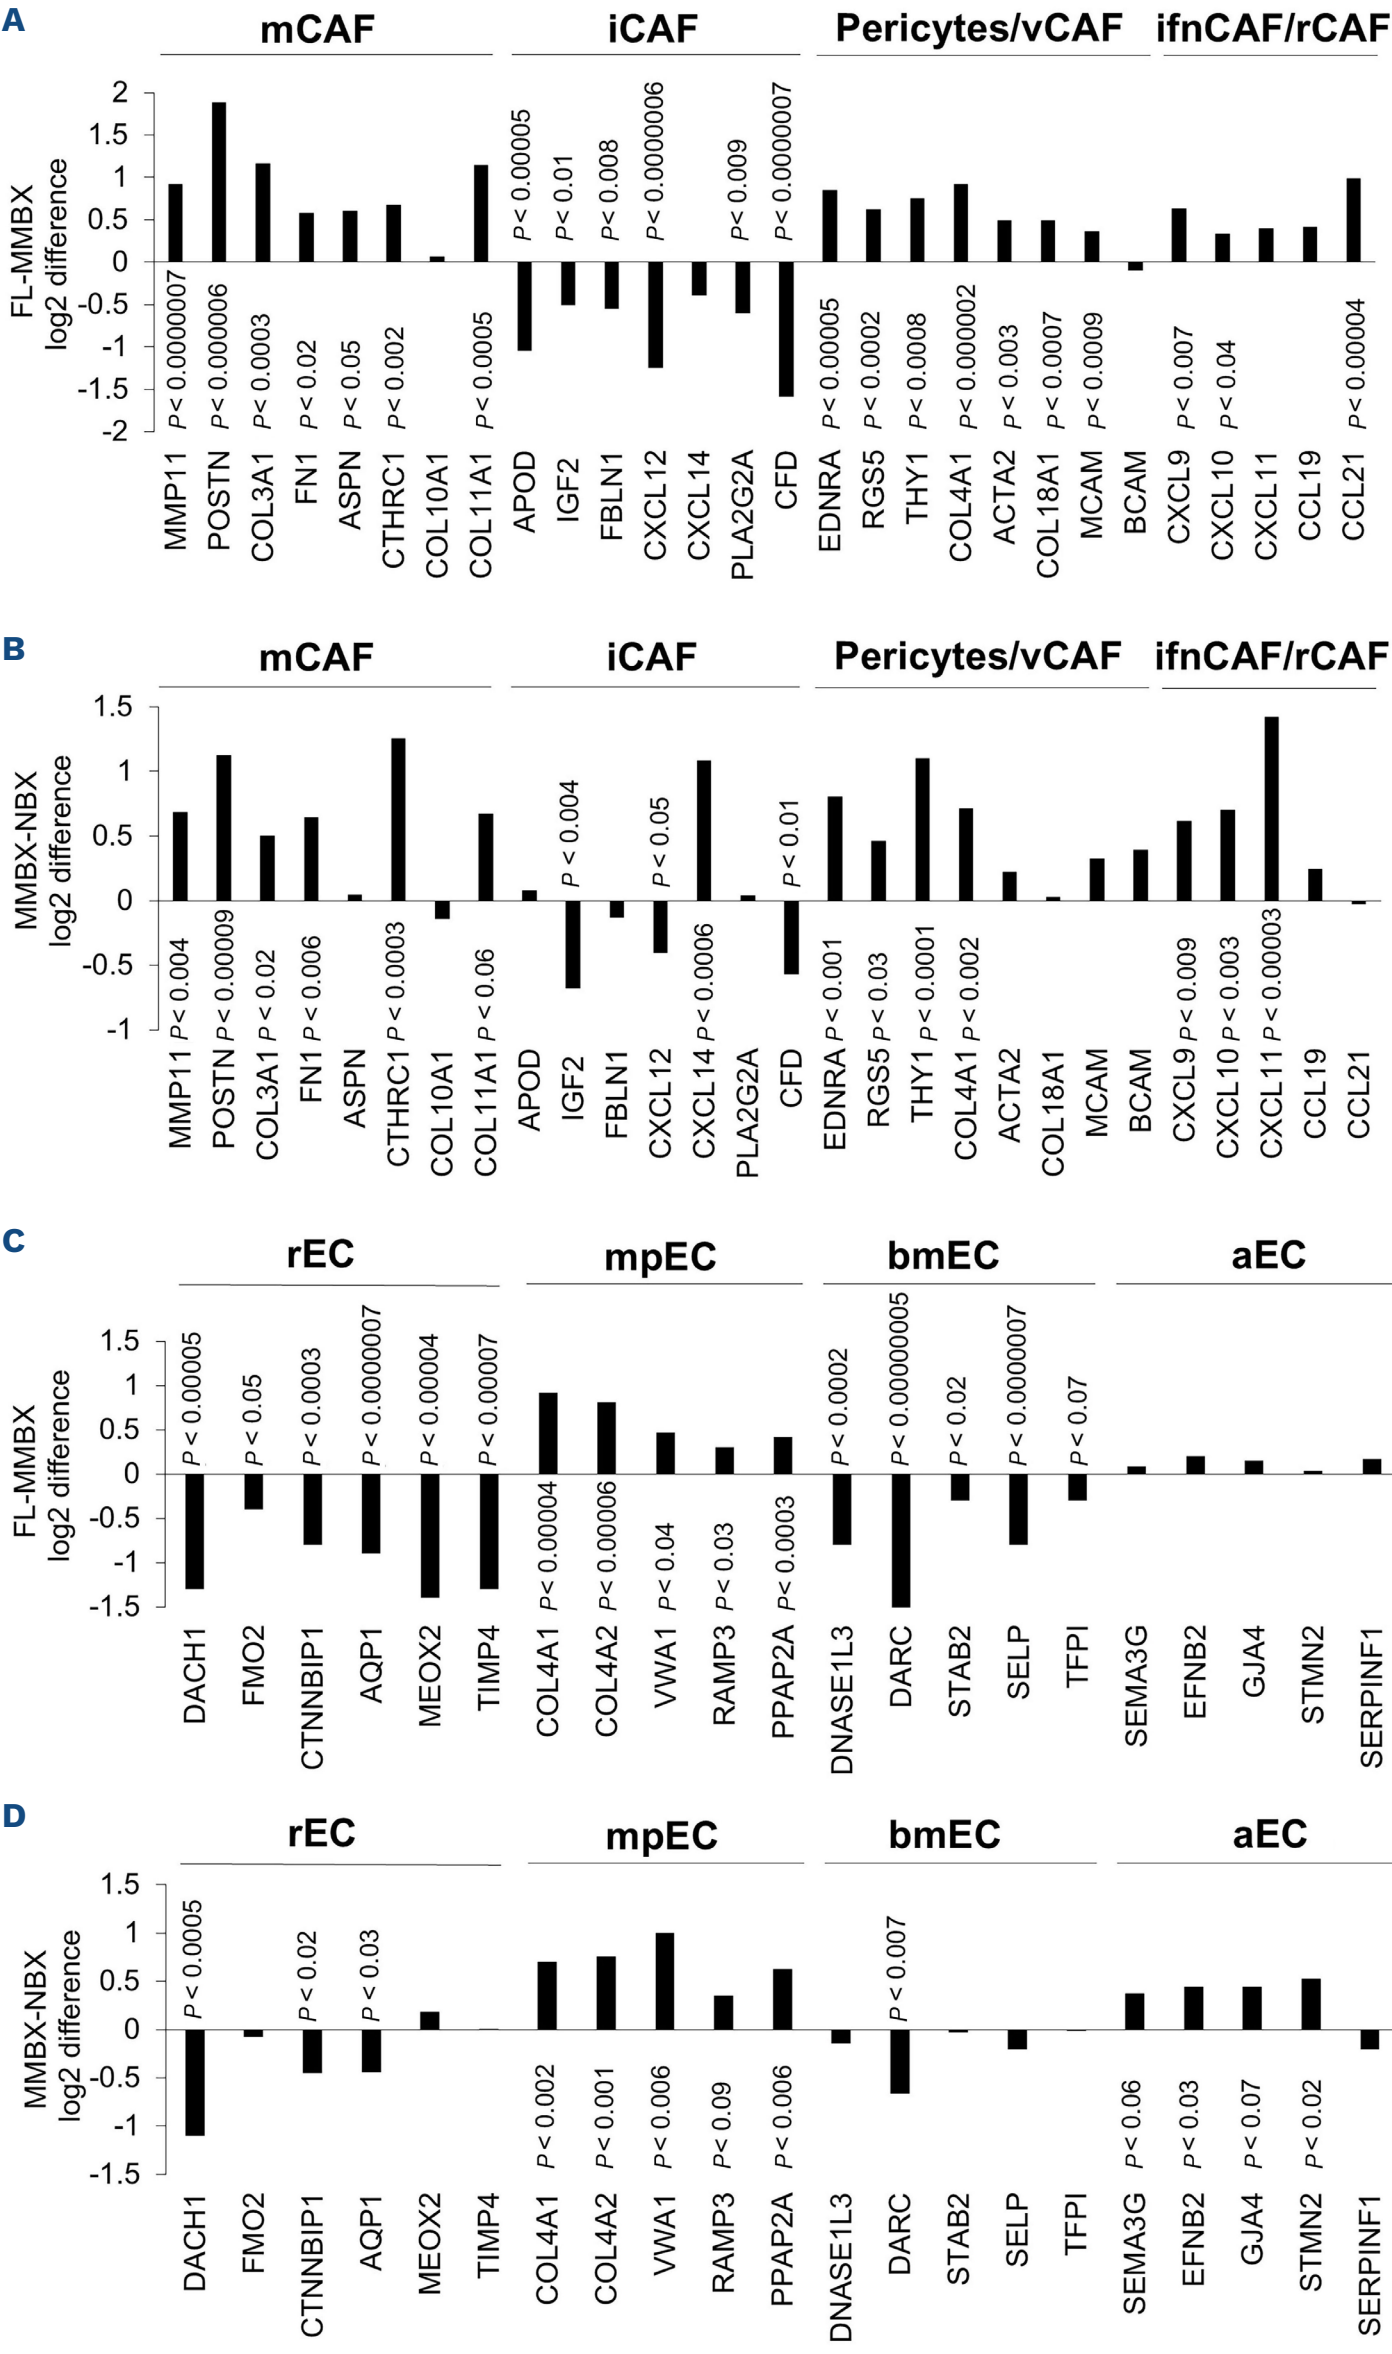 A
mCAF
iCAF
Pericytes/vCAF
ifnCAF/rCAF
FL-MMBX
log2 difference
2
1.5
1
0.5
0
-0.5
-1
-1.5
-2
P< 0.0000007
P< 0.000006
P< 0.0003
P< 0.02
P< 0.05
P< 0.002
P< 0.0005
P< 0.00005
P< 0.01
P< 0.008
P< 0.0000006
P< 0.009
P< 0.0000007
P< 0.00005
P< 0.0002
P< 0.0008
P< 0.000002
P< 0.003
P< 0.0007
P< 0.0009
P< 0.007
P< 0.04
P< 0.00004
MMP11
POSTN
COL3A1
FN1
ASPN
CTHRC1
COL10A1
COL11A1
APOD
IGF2
FBLN1
CXCL12
CXCL14
PLA2G2A
CFD
EDNRA
RGS5
THY1
COL4A1
ACTA2
COL18A1
MCAM
BCAM
CXCL9
CXCL10
CXCL11
CCL19
CCL21
B
mCAF
iCAF
Pericytes/vCAF
ifnCAF/rCAF
MMBX-NBX
log2 difference
1.5
1
0.5
0
-0.5
-1
P< 0.004
P< 0.00009
P< 0.02
P< 0.006
P< 0.0003
P< 0.06
P< 0.004
P< 0.05
P< 0.0006
P< 0.01
P< 0.001
P< 0.03
P< 0.0001
P< 0.002
P< 0.009
P< 0.003
P< 0.00003
MMP11
POSTN
COL3A1
FN1
ASPN
CTHRC1
COL10A1
COL11A1
APOD
IGF2
FBLN1
CXCL12
CXCL14
PLA2G2A
CFD
EDNRA
RGS5
THY1
COL4A1
ACTA2
COL18A1
MCAM
BCAM
CXCL9
CXCL10
CXCL11
CCL19
CCL21
C
rEC
mpEC
bmEC
aEC
FL-MMBX
log2 difference
1.5
1
0.5
0
-0.5
-1
-1.5
P< 0.000005
P< 0.05
P< 0.0003
P< 0.0000007
P< 0.00004
P< 0.00007
P< 0.00004
P< 0.00006
P< 0.04
P< 0.03
P< 0.0003
P< 0.0002
P< 0.00000005
P< 0.02
P< 0.0000007
P< 0.07
DACH1
FMO2
CTNNBIP1
AQP1
MEOX2
TIMP4
COL4A1
COL4A2
VWA1
RAMP3
PPAP2A
DNASE1L3
DARC
STAB2
SELP
TFPI
SEMA3G
EFNB2
GJA4
STMN2
SERPINF1
D
rEC
mpEC
bmEC
aEC
MMBX-NBX
log2 difference
1.5
1
0.5
0
-0.5
-1
-1.5
P< 0.0005
P< 0.02
P< 0.03
P< 0.002
P< 0.001
P< 0.006
P< 0.09
P< 0.006
P< 0.007
P< 0.06
P< 0.03
P< 0.07
P< 0.02
DACH1
FMO2
CTNNBIP1
AQP1
MEOX2
TIMP4
COL4A1
COL4A2
VWA1
RAMP3
PPAP2A
DNASE1L3
DARC
STAB2
SELP
TFPI
SEMA3G
EFNB2
GJA4
STMN2
SERPINF1